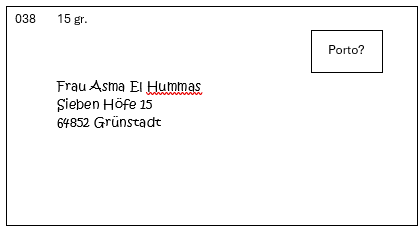 038 15 gr.
Porto?
Frau Asma El Hummas
Sieben Höfe 15
64852 Grünstadt